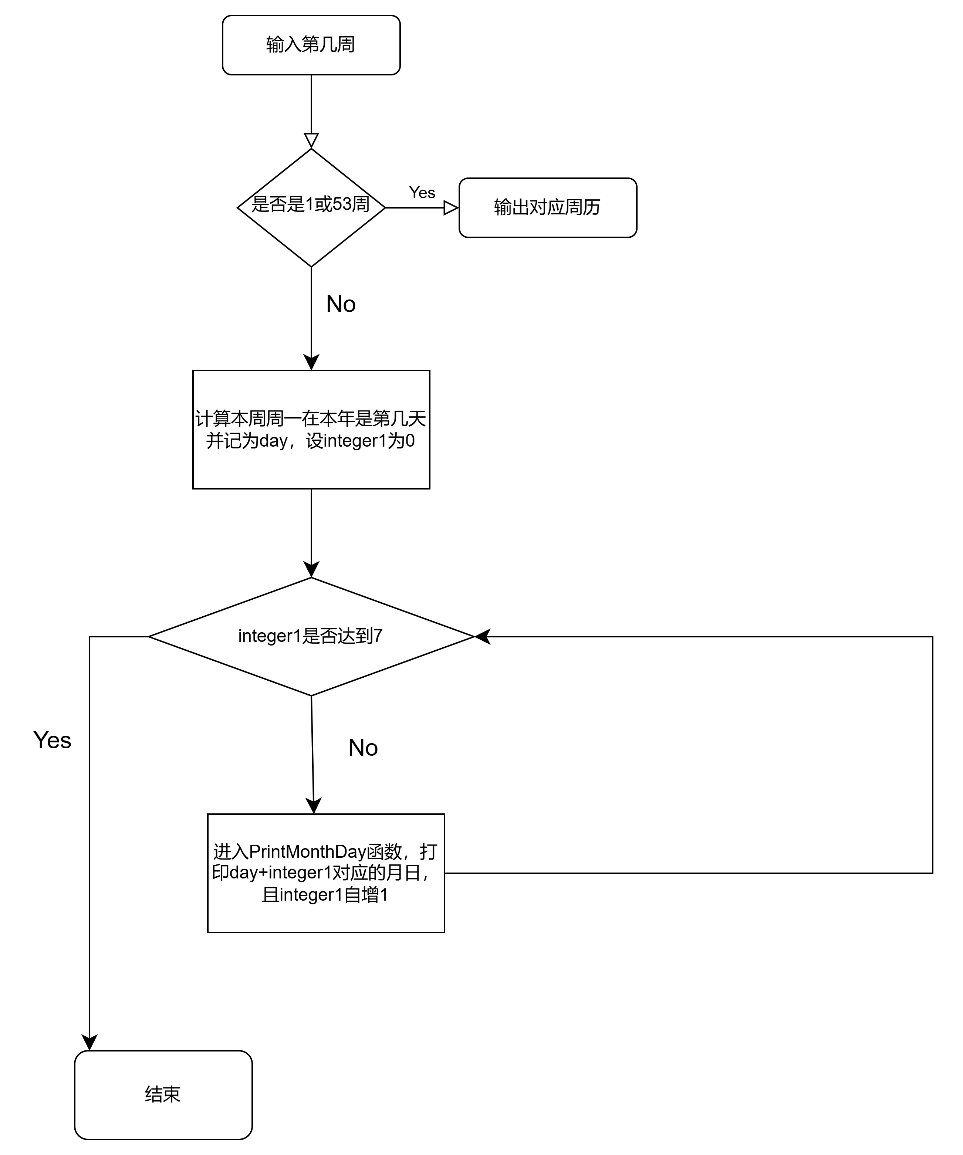 输入第几周
是否是1或53周
Yes
输出对应周历
No
计算本周周一在本年是第几天
并记为day，设integer1为0
integer1是否达到7
Yes
No
进入PrintMonthDay函数，打
印day+integer1对应的月日，
且integer1自增1
结束